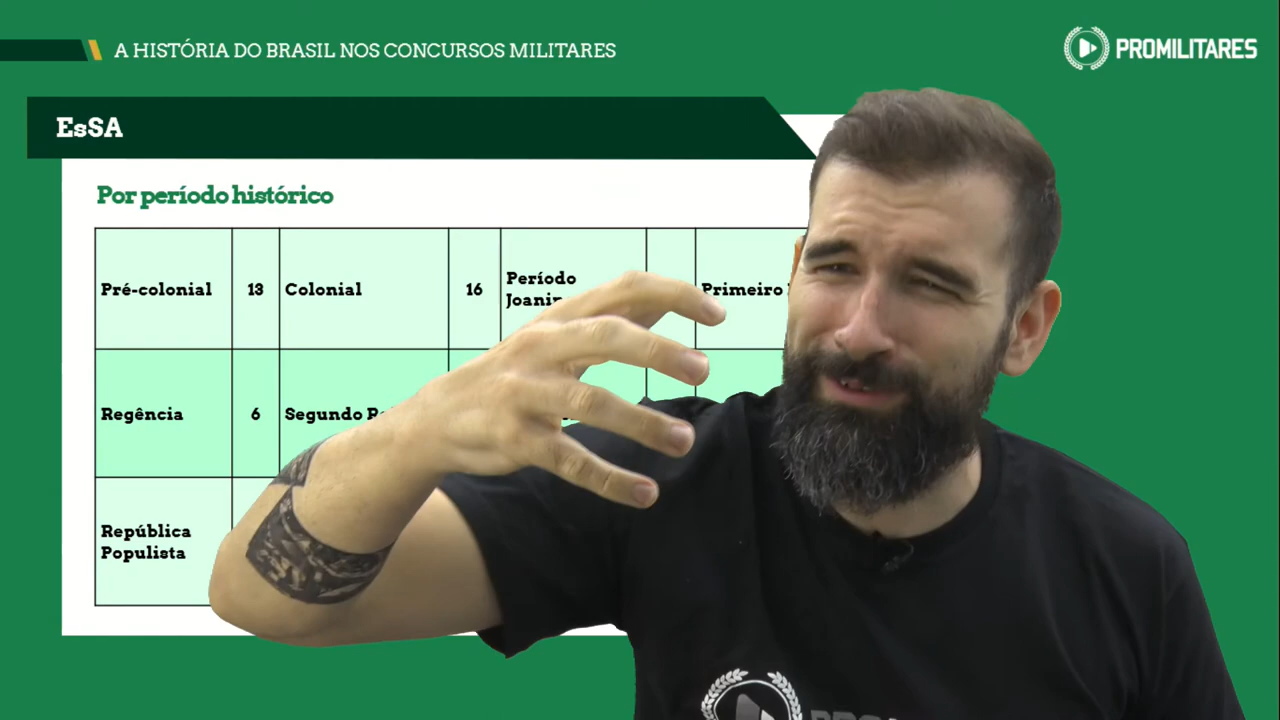 A HISTÓRIA DO BRASIL NOS CONCURSOS MILITARES
PROMILITARES
EsSA
Por período histórico
Pré-colonial 13 Colonial 16 Período
Primeiro
Regência 6 Segundo
República
Populista